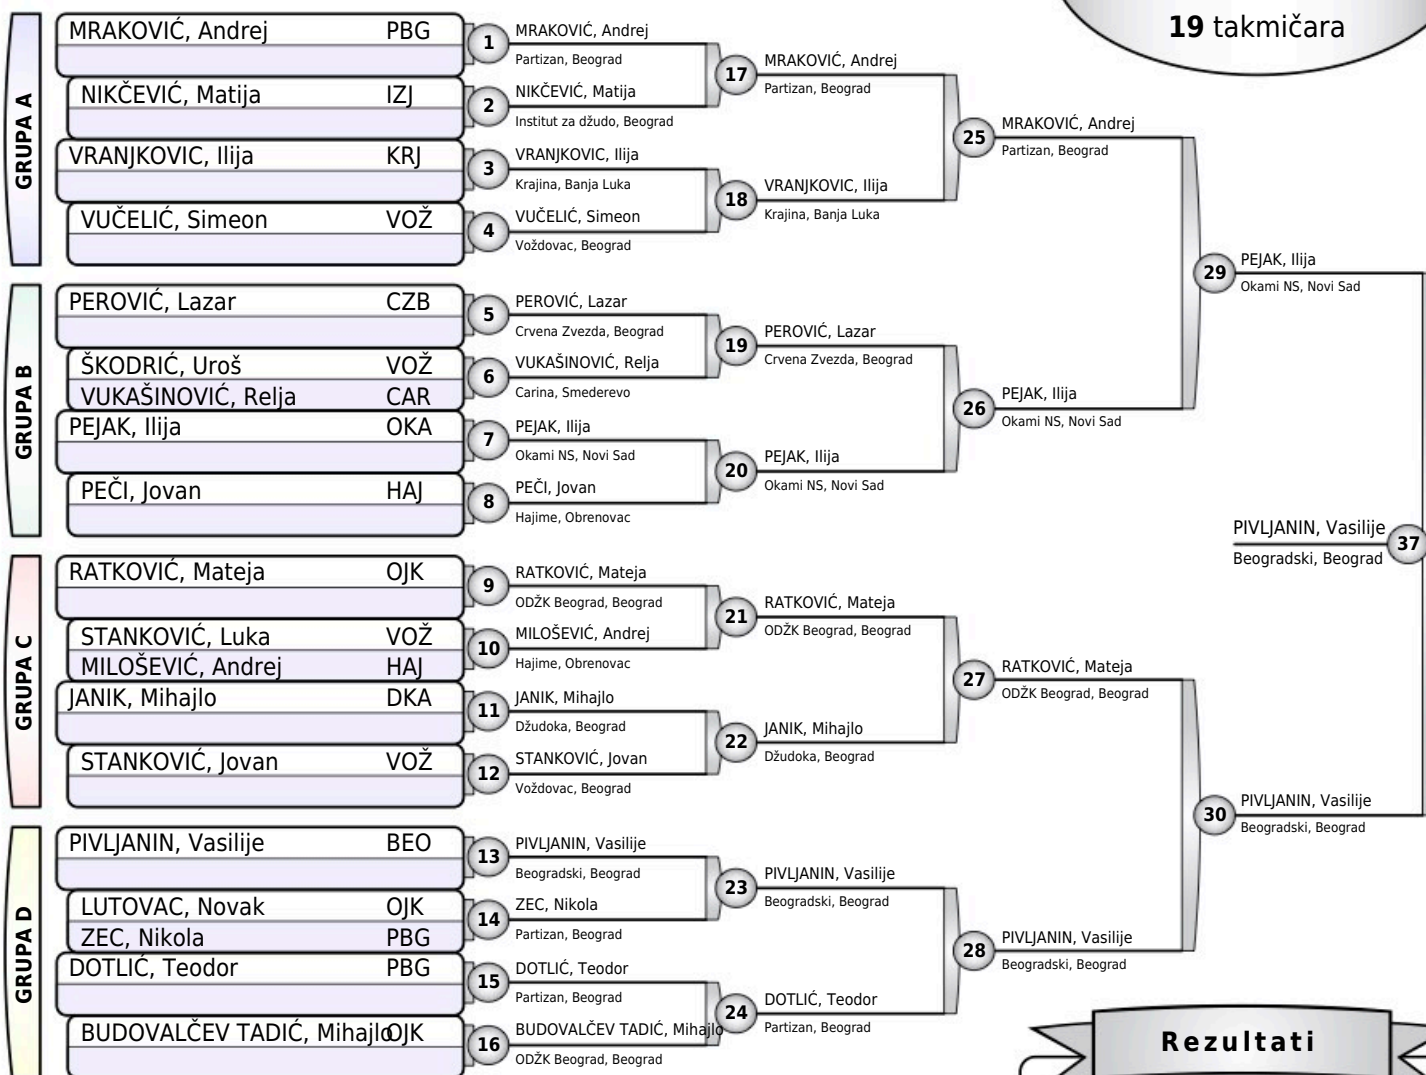 19 takmičara
GRUPA A
MRAKOVIĆ, Andrej PBG
NIKČEVIĆ, Matija IZJ
VRANJKOVIC, Ilija KRJ
VUČELIĆ, Simeon VOŽ
GRUPA B
PEROVIĆ, Lazar CZB
ŠKODRIĆ, Uroš VOŽ
VUKAŠINOVIĆ, Relja CAR
PEJAK, Ilija OKA
PEČI, Jovan HAJ
GRUPA C
RATKOVIĆ, Mateja OJK
STANKOVIĆ, Luka VOŽ
MILOŠEVIĆ, Andrej HAJ
JANIK, Mihajlo DKA
STANKOVIĆ, Jovan VOŽ
GRUPA D
PIVLJANIN, Vasilije BEO
LUTOVAC, Novak OJK
ZEC, Nikola PBG
DOTLIĆ, Teodor PBG
BUDOVALČEV TADIĆ, Mihajlo OJK
1 MRAKOVIĆ, Andrej
Partizan, Beograd
2 NIKČEVIĆ, Matija
Institut za džudo, Beograd
3 VRANJKOVIC, Ilija
Krajina, Banja Luka
4 VUČELIĆ, Simeon
Voždovac, Beograd
5 PEROVIĆ, Lazar
Crvena Zvezda, Beograd
6 VUKAŠINOVIĆ, Relja
Carina, Smederevo
7 PEJAK, Ilija
Okami NS, Novi Sad
8 PEČI, Jovan
Hajime, Obrenovac
9 RATKOVIĆ, Mateja
ODŽK Beograd, Beograd
10 MILOŠEVIĆ, Andrej
Hajime, Obrenovac
11 JANIK, Mihajlo
Džudoka, Beograd
12 STANKOVIĆ, Jovan
Voždovac, Beograd
13 PIVLJANIN, Vasilije
Beogradski, Beograd
14 ZEC, Nikola
Partizan, Beograd
15 DOTLIĆ, Teodor
Partizan, Beograd
16 BUDOVALČEV TADIĆ, Mihajlo
ODŽK Beograd, Beograd
17 MRAKOVIĆ, Andrej
Partizan, Beograd
18 VRANJKOVIC, Ilija
Krajina, Banja Luka
19 PEROVIĆ, Lazar
Crvena Zvezda, Beograd
20 PEJAK, Ilija
Okami NS, Novi Sad
21 RATKOVIĆ, Mateja
ODŽK Beograd, Beograd
22 JANIK, Mihajlo
Džudoka, Beograd
23 PIVLJANIN, Vasilije
Beogradski, Beograd
24 DOTLIĆ, Teodor
Partizan, Beograd
25 MRAKOVIĆ, Andrej
Partizan, Beograd
26 PEJAK, Ilija
Okami NS, Novi Sad
27 RATKOVIĆ, Mateja
ODŽK Beograd, Beograd
28 PIVLJANIN, Vasilije
Beogradski, Beograd
29 PEJAK, Ilija
Okami NS, Novi Sad
30 PIVLJANIN, Vasilije
Beogradski, Beograd
PIVLJANIN, Vasilije 37
Beogradski, Beograd
Rezultati